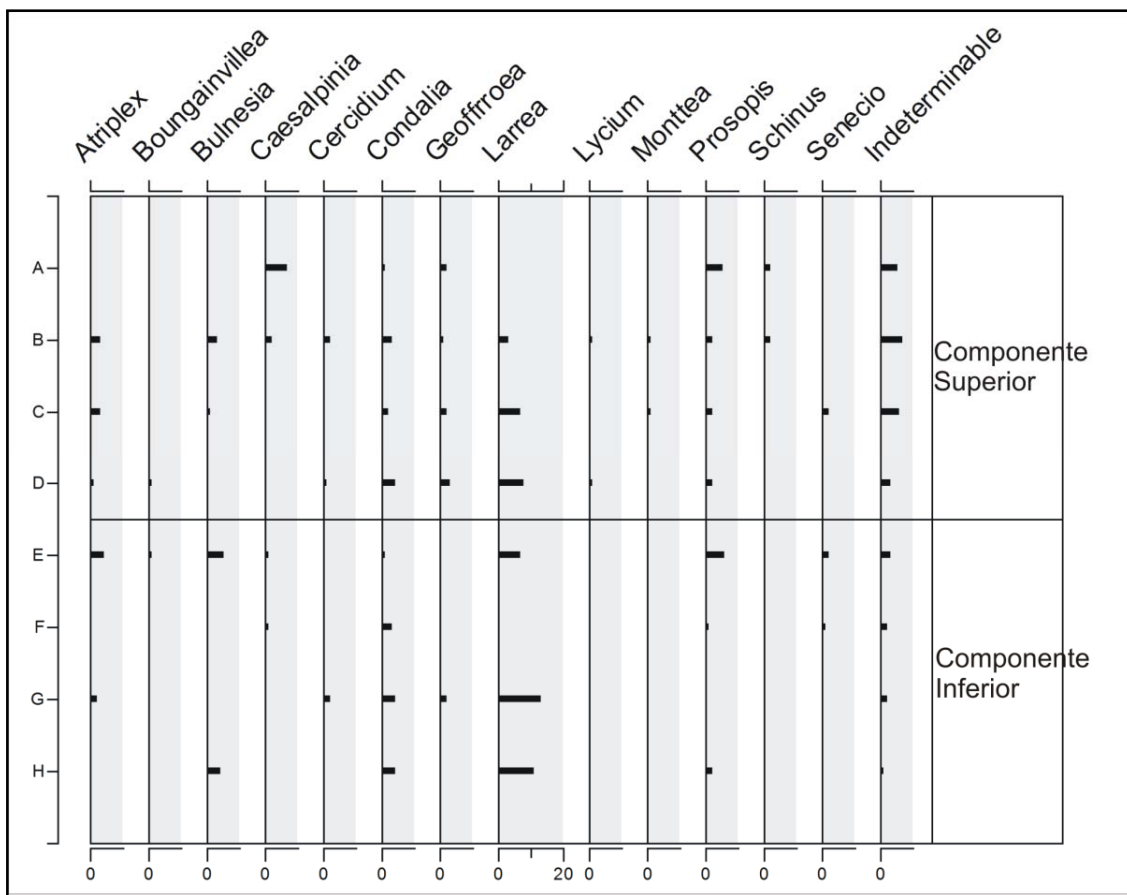 Atriplex
Boungainvillea
Bulnesia
Caesalpinia
Cercidium
Condalia
Geoffrroea
Larrea
Lycium
Monttea
Prosopis
Schinus
Senecio
Indeterminable
A
B
Componente
Superior
C
D
E
F
Componente
Inferior
G
H
0 0 0 0 0 0 0 0 20 0 0 0 0 0 0